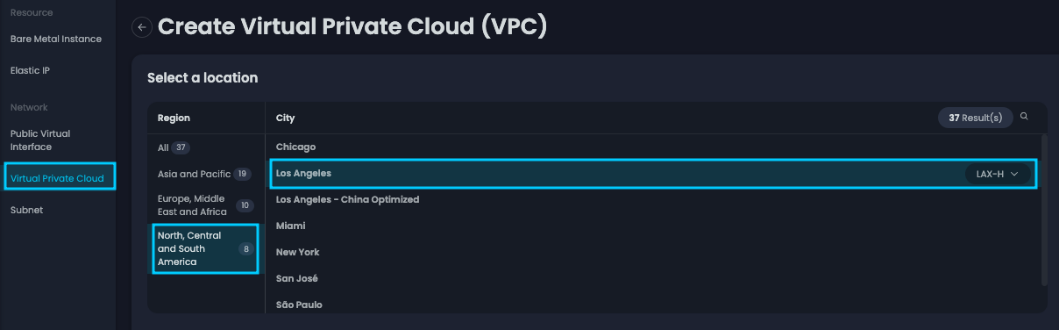 Resource
Bare Metal Instance
Elastic IP
Network
Public Virtual
Interface
Virtual Private Cloud
Subnet
← Create Virtual Private Cloud (VPC)
Select a location
Region
All 37
Asia and Pacific 19
Europe, Middle
East and Africa 10
North, Central
and South 8
America
City 37 Result(s)
Chicago
Los Angeles LAX-H
Los Angeles - China Optimized
Miami
New York
San José
São Paulo